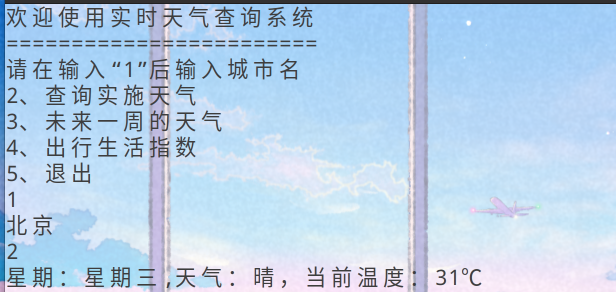 欢迎使用实时天气查询系统
========================
请在输入“1”后输入城市名
2、查询实施天气
3、未来一周的天气
4、出行生活指数
5、退出
1
北京
2
星期：星期三,天气：晴，当前温度：31℃